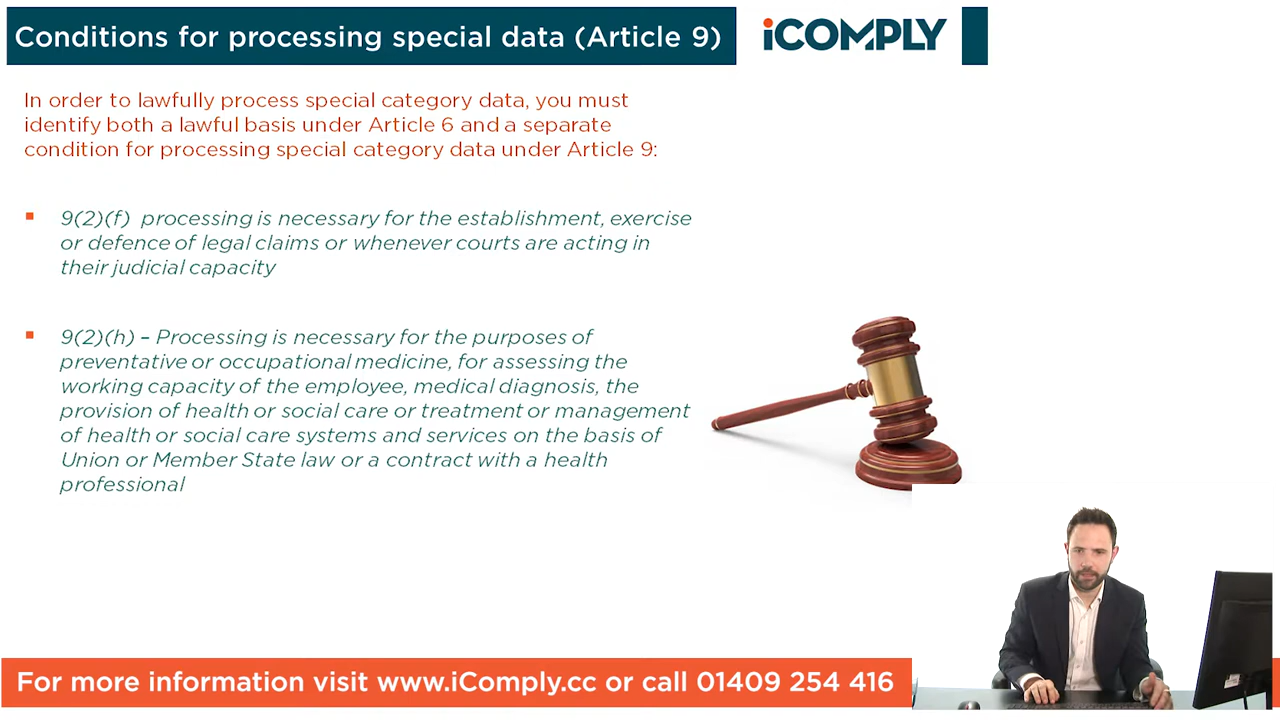 Conditions for processing special data (Article 9)
iCOMPLY
In order to lawfully process special category data, you must
identify both a lawful basis under Article 6 and a separate
condition for processing special category data under Article 9:
▪ 9(2)(f)  processing is necessary for the establishment, exercise
or defence of legal claims or whenever courts are acting in
their judicial capacity
▪ 9(2)(h) – Processing is necessary for the purposes of
preventative or occupational medicine, for assessing the
working capacity of the employee, medical diagnosis, the
provision of health or social care or treatment or management
of health or social care systems and services on the basis of
Union or Member State law or a contract with a health
professional
For more information visit www.iComply.cc or call 01409 254 416